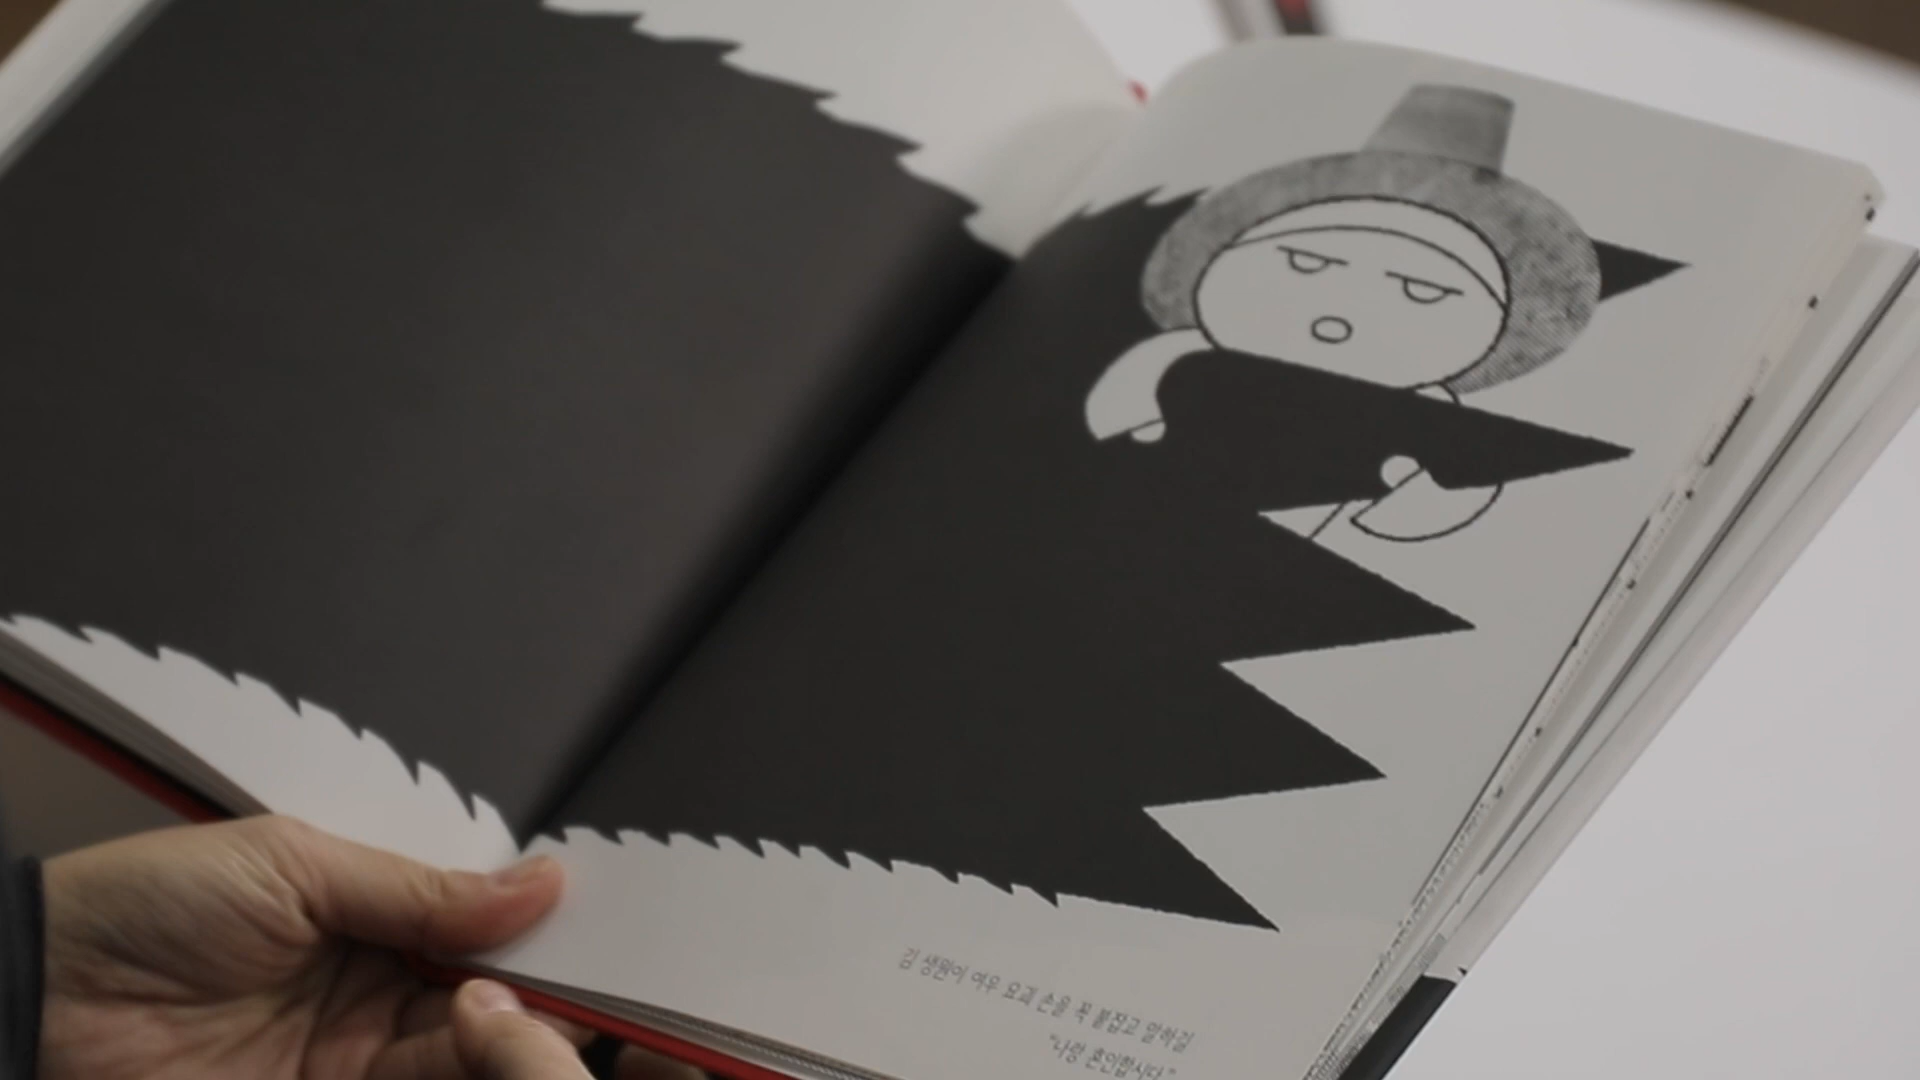 김 생원이 여우 요괴 손을 꼭 붙잡고 말하길
"나랑 혼인합시다."